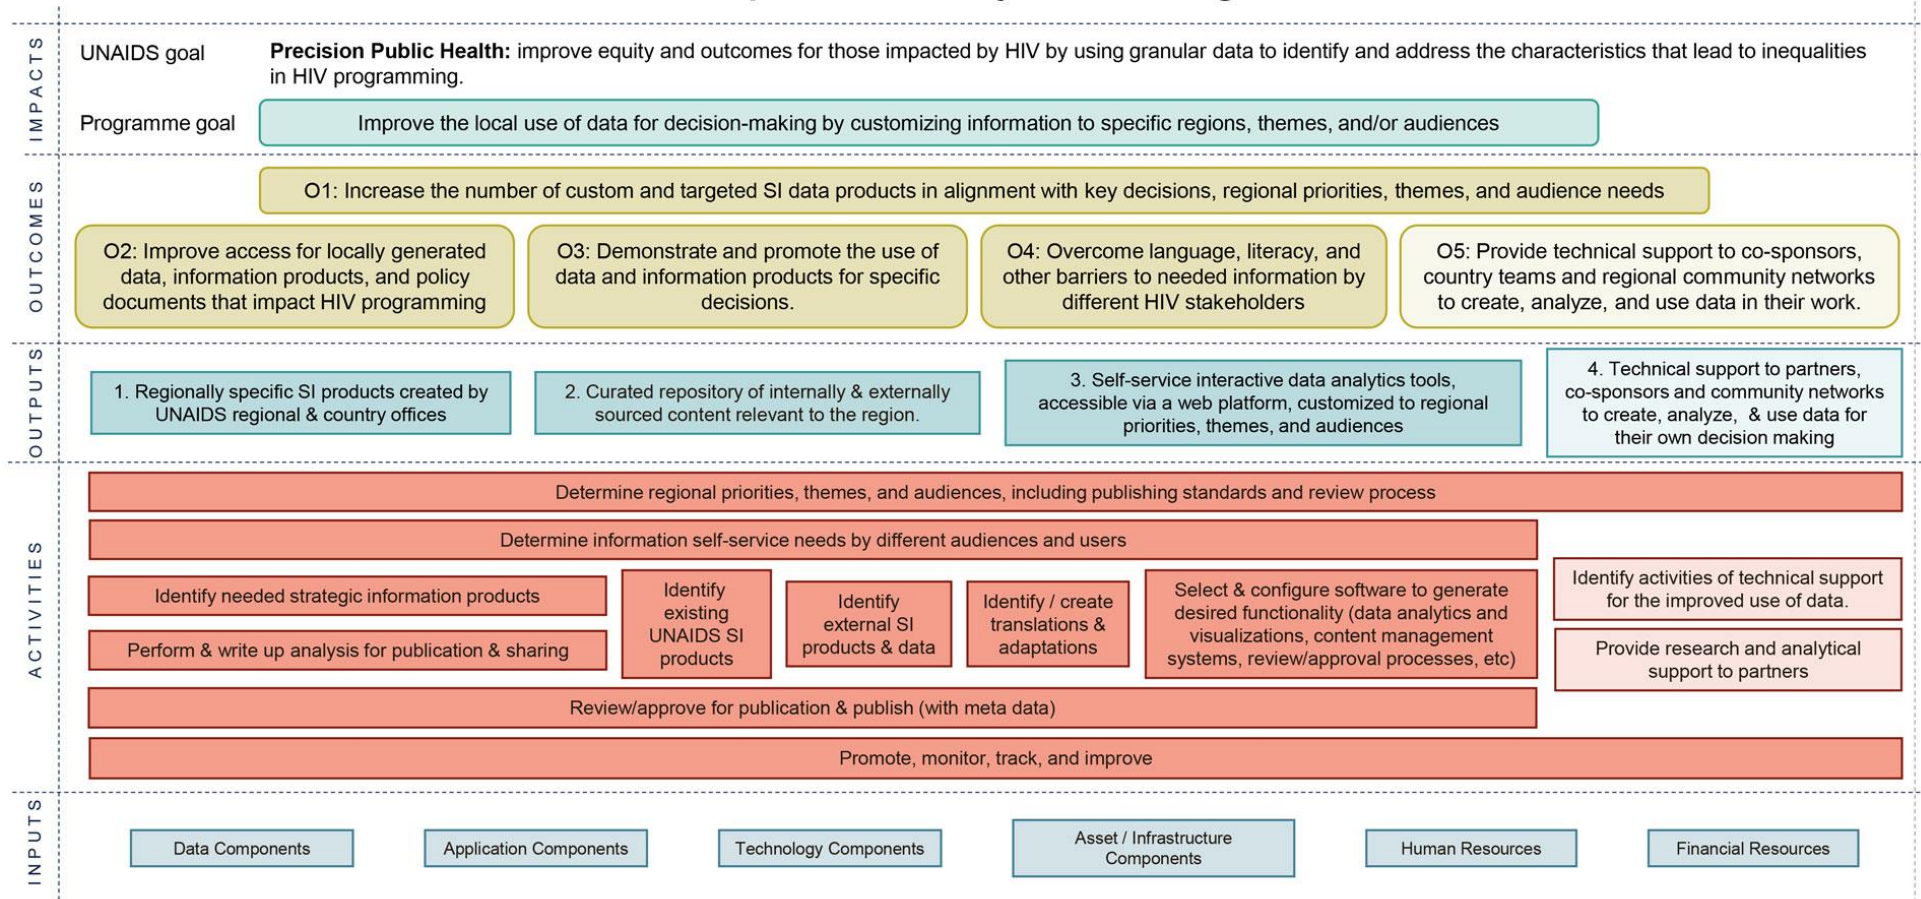 IMPACTS
UNAIDS goal
Precision Public Health: improve equity and outcomes for those impacted by HIV by using granular data to identify and address the characteristics that lead to inequalities
in HIV programming.
Programme goal
Improve the local use of data for decision-making by customizing information to specific regions, themes, and/or audiences
OUTCOMES
O1: Increase the number of custom and targeted SI data products in alignment with key decisions, regional priorities, themes, and audience needs
O2: Improve access for locally generated
data, information products, and policy
documents that impact HIV programming
O3: Demonstrate and promote the use of
data and information products for specific
decisions.
O4: Overcome language, literacy, and
other barriers to needed information by
different HIV stakeholders
O5: Provide technical support to co-sponsors,
country teams and regional community networks
to create, analyze, and use data in their work.
OUTPUTS
1. Regionally specific SI products created by
UNAIDS regional & country offices
2. Curated repository of internally & externally
sourced content relevant to the region.
3. Self-service interactive data analytics tools,
accessible via a web platform, customized to regional
priorities, themes, and audiences
4. Technical support to partners,
co-sponsors and community networks
to create, analyze, & use data for
their own decision making
ACTIVITIES
Determine regional priorities, themes, and audiences, including publishing standards and review process
Determine information self-service needs by different audiences and users
Identify needed strategic information products
Perform & write up analysis for publication & sharing
Identify
existing
UNAIDS SI
products
Identify
external SI
products & data
Identify / create
translations &
adaptations
Select & configure software to generate
desired functionality (data analytics and
visualizations, content management
systems, review/approval processes, etc)
Identify activities of technical support
for the improved use of data.
Provide research and analytical
support to partners
Review/approve for publication & publish (with meta data)
Promote, monitor, track, and improve
INPUTS
Data Components
Application Components
Technology Components
Asset / Infrastructure
Components
Human Resources
Financial Resources